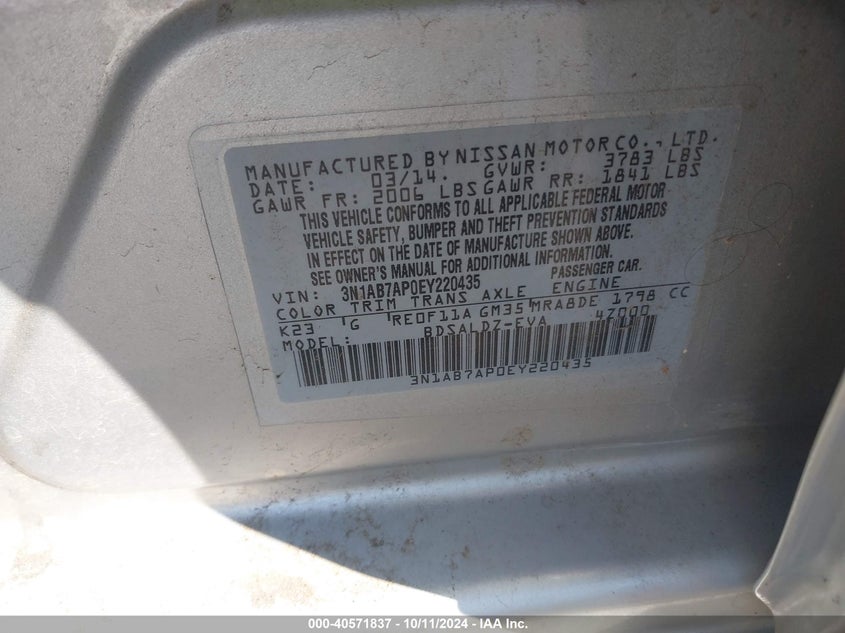 MANUFACTURED BY NISSAN MOTOR CO., LTD.
DATE: 03/14. GVWR: 3783 LBS
GAWR FR: 2006 LBS GAWR RR: 1841 LBS
THIS VEHICLE CONFORMS TO ALL APPLICABLE FEDERAL MOTOR
VEHICLE SAFETY, BUMPER AND THEFT PREVENTION STANDARDS
IN EFFECT ON THE DATE OF MANUFACTURE SHOWN ABOVE.
SEE OWNER'S MANUAL FOR ADDITIONAL INFORMATION.
VIN: 3N1AB7AP0EY220435 PASSENGER CAR.
COLOR TRIM TRANS AXLE ENGINE
K23 G RE0F11A GM35 MRA8DE 1798 CC
MODEL: BDSALDZ-EVA 4Z000
3N1AB7AP0EY220435
000-40571837 - 10/11/2024 - IAA Inc.